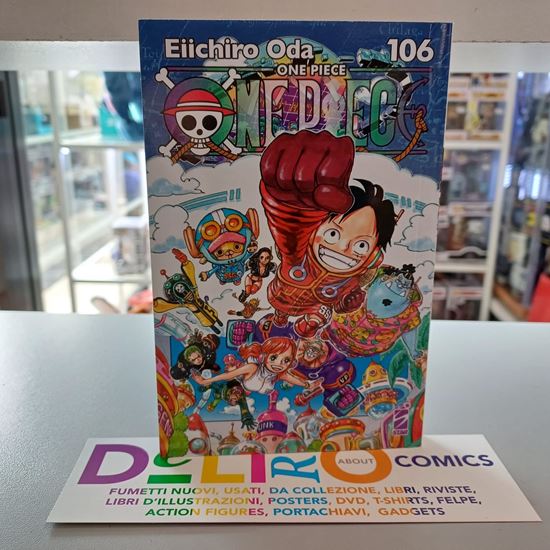 Eiichiro Oda
106
ONE PIECE
ONE PIECE
STAR
DELIRO ABOUT COMICS
FUMETTI NUOVI, USATI, DA COLLEZIONE, LIBRI, RIVISTE,
LIBRI D'ILLUSTRAZIONI, POSTERS, DVD, T-SHIRTS, FELPE,
ACTION FIGURES, PORTACHIAVI, GADGETS